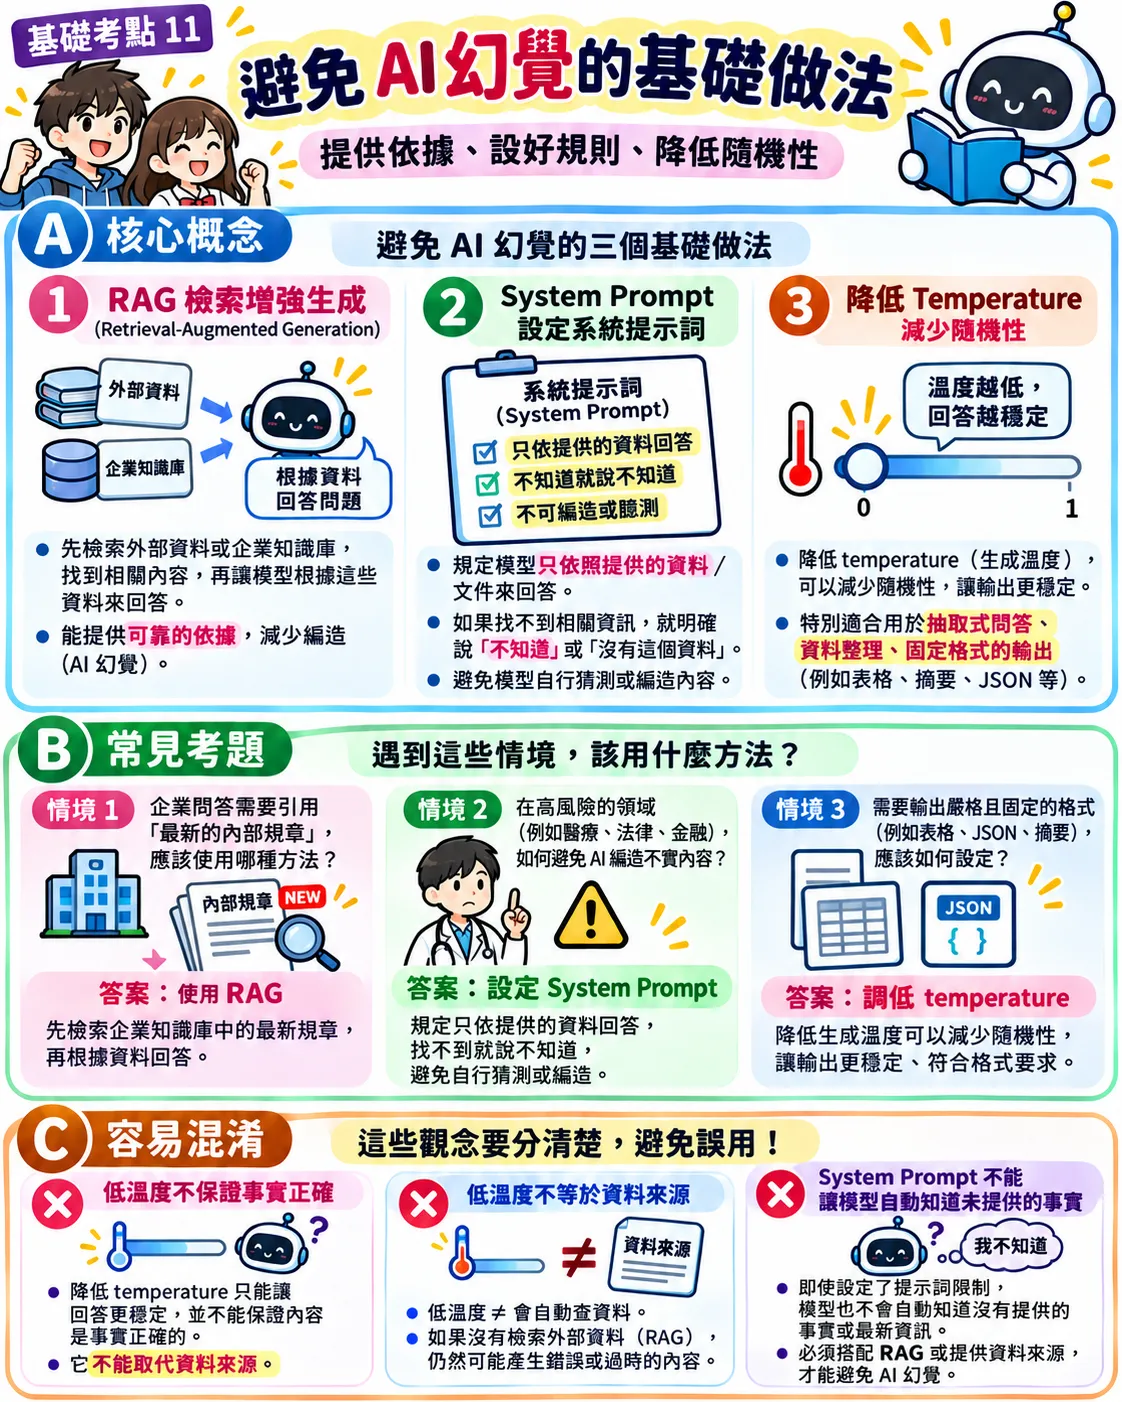 基礎考點 11
避免 AI 幻覺的基礎做法
提供依據、設好規則、降低隨機性
A 核心概念
避免 AI 幻覺的三個基礎做法
1 RAG 檢索增強生成
(Retrieval-Augmented Generation)
外部資料
企業知識庫
根據資料
回答問題
● 先檢索外部資料或企業知識庫，
找到相關內容，再讓模型根據這些
資料來回答。
● 能提供可靠的依據，減少編造
(AI 幻覺)。
2 System Prompt
設定系統提示詞
系統提示詞
(System Prompt)
只依提供的資料回答
不知道就說不知道
不可編造或臆測
● 規定模型只依照提供的資料 /
文件來回答。
● 如果找不到相關資訊，就明確
說「不知道」或「沒有這個資料」。
● 避免模型自行猜測或編造內容。
3 降低 Temperature
減少隨機性
溫度越低，
回答越穩定
0
1
● 降低 temperature（生成溫度），
可以減少隨機性，讓輸出更穩定。
● 特別適合用於抽取式問答、
資料整理、固定格式的輸出
（例如表格、摘要、JSON 等）。
B 常見考題
遇到這些情境，該用什麼方法？
情境 1
企業問答需要引用
「最新的內部規章」，
應該使用哪種方法？
內部規章
NEW
答案：使用 RAG
先檢索企業知識庫中的最新規章，
再根據資料回答。
情境 2
在高風險的領域
（例如醫療、法律、金融），
如何避免 AI 編造不實內容？
答案：設定 System Prompt
規定只依提供的資料回答，
找不到就說不知道，
避免自行猜測或編造。
情境 3
需要輸出嚴格且固定的格式
（例如表格、JSON、摘要），
應該如何設定？
JSON
{ }
答案：調低 temperature
降低生成溫度可以減少隨機性，
讓輸出更穩定、符合格式要求。
C 容易混淆
這些觀念要分清楚，避免誤用！
低溫度不保證事實正確
?
● 降低 temperature 只能讓
回答更穩定，並不能保證內容
是事實正確的。
● 它不能取代資料來源。
低溫度不等於資料來源
≠
資料來源
● 低溫度 ≠ 會自動查資料。
● 如果沒有檢索外部資料（RAG），
仍然可能產生錯誤或過時的內容。
System Prompt 不能
讓模型自動知道未提供的事實
?
我不知道
● 即使設定了提示詞限制，
模型也不會自動知道沒有提供的
事實或最新資訊。
● 必須搭配 RAG 或提供資料來源，
才能避免 AI 幻覺。